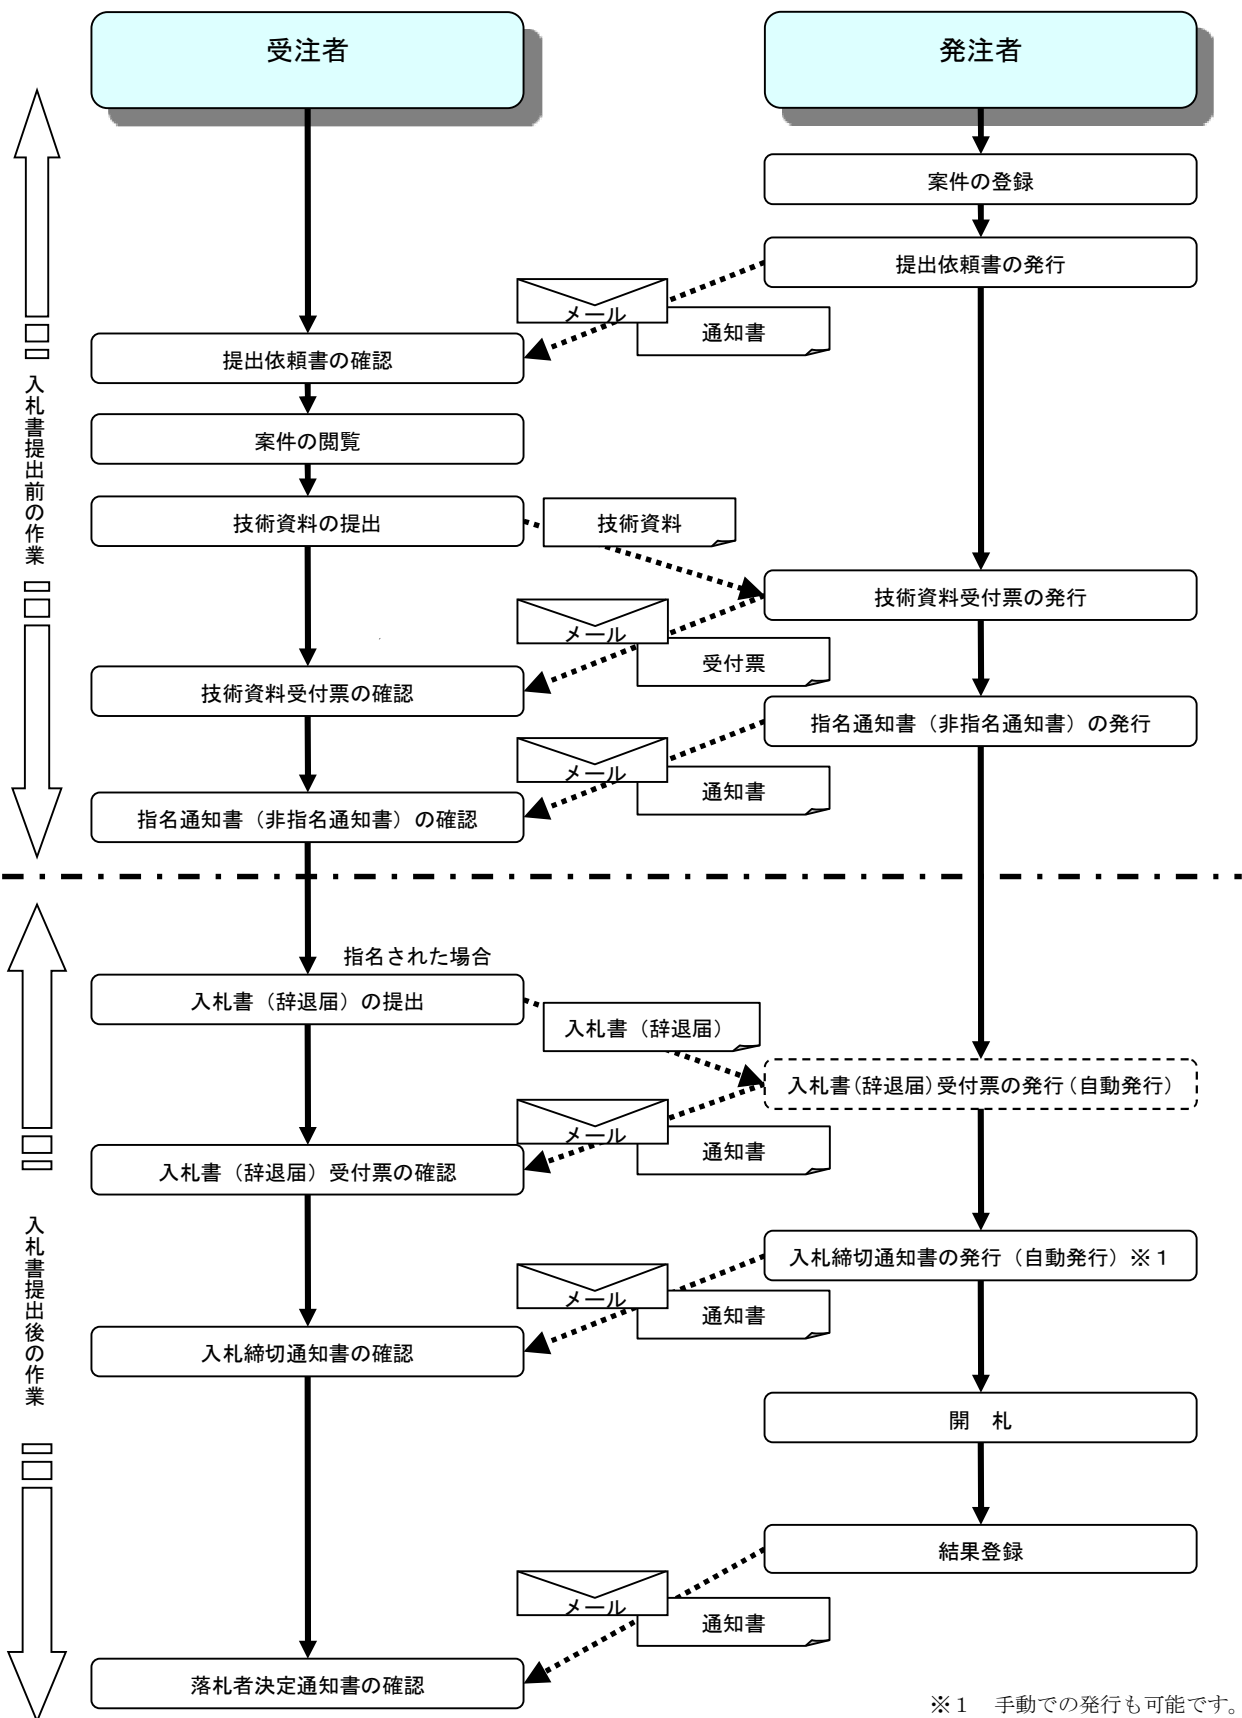 受注者
発注者
案件の登録
提出依頼書の発行
メール
通知書
提出依頼書の確認
案件の閲覧
技術資料の提出
技術資料
技術資料受付票の発行
メール
受付票
技術資料受付票の確認
指名通知書（非指名通知書）の発行
メール
通知書
指名通知書（非指名通知書）の確認
入札書提出前の作業
指名された場合
入札書（辞退届）の提出
入札書（辞退届）
入札書（辞退届）受付票の発行（自動発行）
メール
通知書
入札書（辞退届）受付票の確認
入札締切通知書の発行（自動発行）※１
メール
通知書
入札締切通知書の確認
開　札
結果登録
メール
通知書
落札者決定通知書の確認
入札書提出後の作業
※１　手動での発行も可能です。